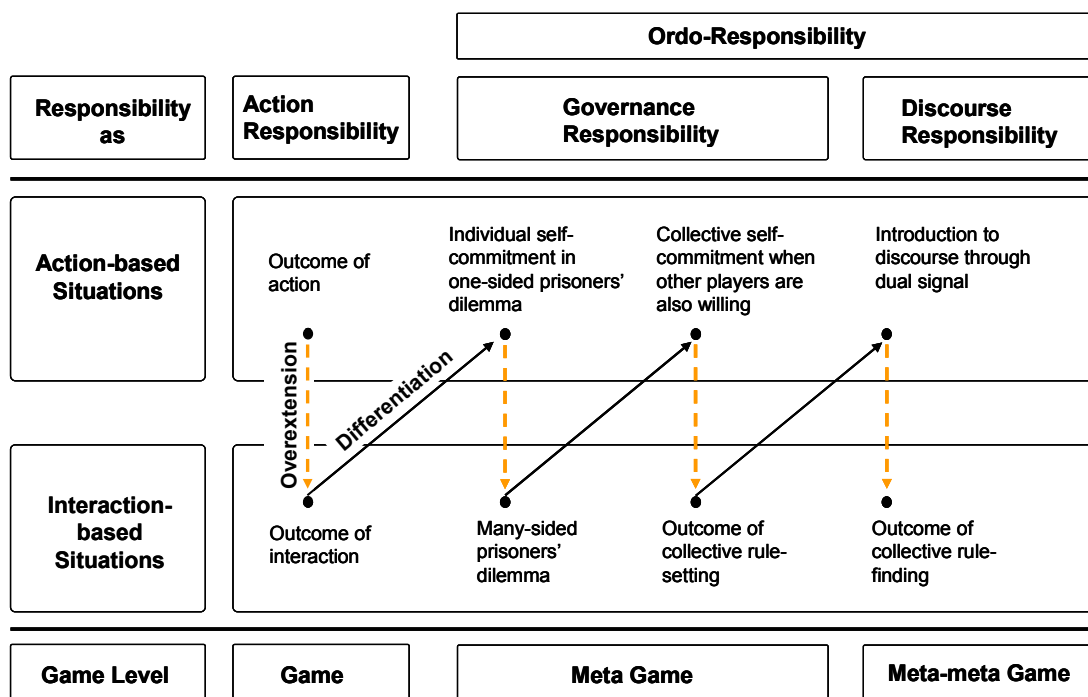 Ordo-Responsibility
Responsibility
as
Action
Responsibility
Governance
Responsibility
Discourse
Responsibility
Action-based
Situations
Outcome of
action
Individual self-
commitment in
one-sided prisoners’
dilemma
Collective self-
commitment when
other players are
also willing
Introduction to
discourse through
dual signal
Overextension
Differentiation
Interaction-
based
Situations
Outcome of
interaction
Many-sided
prisoners’
dilemma
Outcome of
collective rule-
setting
Outcome of
collective rule-
finding
Game Level
Game
Meta Game
Meta-meta Game